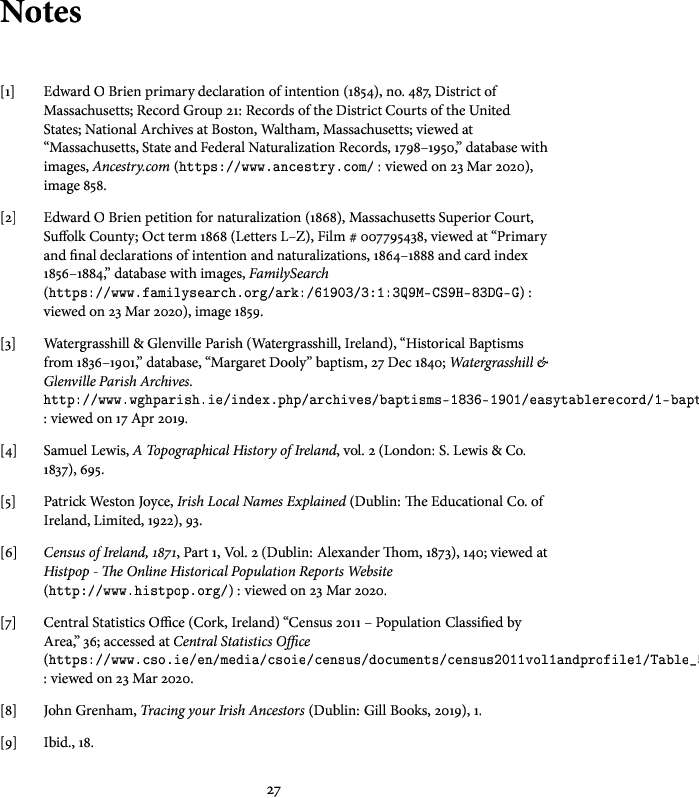 Notes
[1] Edward O Brien primary declaration of intention (1854), no. 487, District of
Massachusetts; Record Group 21: Records of the District Courts of the United
States; National Archives at Boston, Waltham, Massachusetts; viewed at
“Massachusetts, State and Federal Naturalization Records, 1798–1950,” database with
images, Ancestry.com (https://www.ancestry.com/ : viewed on 23 Mar 2020),
image 858.
[2] Edward O Brien petition for naturalization (1868), Massachusetts Superior Court,
Suffolk County; Oct term 1868 (Letters L–Z), Film # 007795438, viewed at “Primary
and final declarations of intention and naturalizations, 1864–1888 and card index
1856–1884,” database with images, FamilySearch
(https://www.familysearch.org/ark:/61903/3:1:3Q9M-CS9H-83DG-G) :
viewed on 23 Mar 2020), image 1859.
[3] Watergrasshill & Glenville Parish (Watergrasshill, Ireland), “Historical Baptisms
from 1836–1901,” database, “Margaret Dooly” baptism, 27 Dec 1840; Watergrasshill &
Glenville Parish Archives.
http://www.wghparish.ie/index.php/archives/baptisms-1836-1901/easytablerecord/1-bapt
: viewed on 17 Apr 2019.
[4] Samuel Lewis, A Topographical History of Ireland, vol. 2 (London: S. Lewis & Co.
1837), 695.
[5] Patrick Weston Joyce, Irish Local Names Explained (Dublin: The Educational Co. of
Ireland, Limited, 1922), 93.
[6] Census of Ireland, 1871, Part 1, Vol. 2 (Dublin: Alexander Thom, 1873), 140; viewed at
Histpop - The Online Historical Population Reports Website
(http://www.histpop.org/) : viewed on 23 Mar 2020.
[7] Central Statistics Office (Cork, Ireland) “Census 2011 – Population Classified by
Area,” 36; accessed at Central Statistics Office
(https://www.cso.ie/en/media/csoie/census/documents/census2011vol1andprofile1/Table_
: viewed on 23 Mar 2020.
[8] John Grenham, Tracing your Irish Ancestors (Dublin: Gill Books, 2019), 1.
[9] Ibid., 18.
27